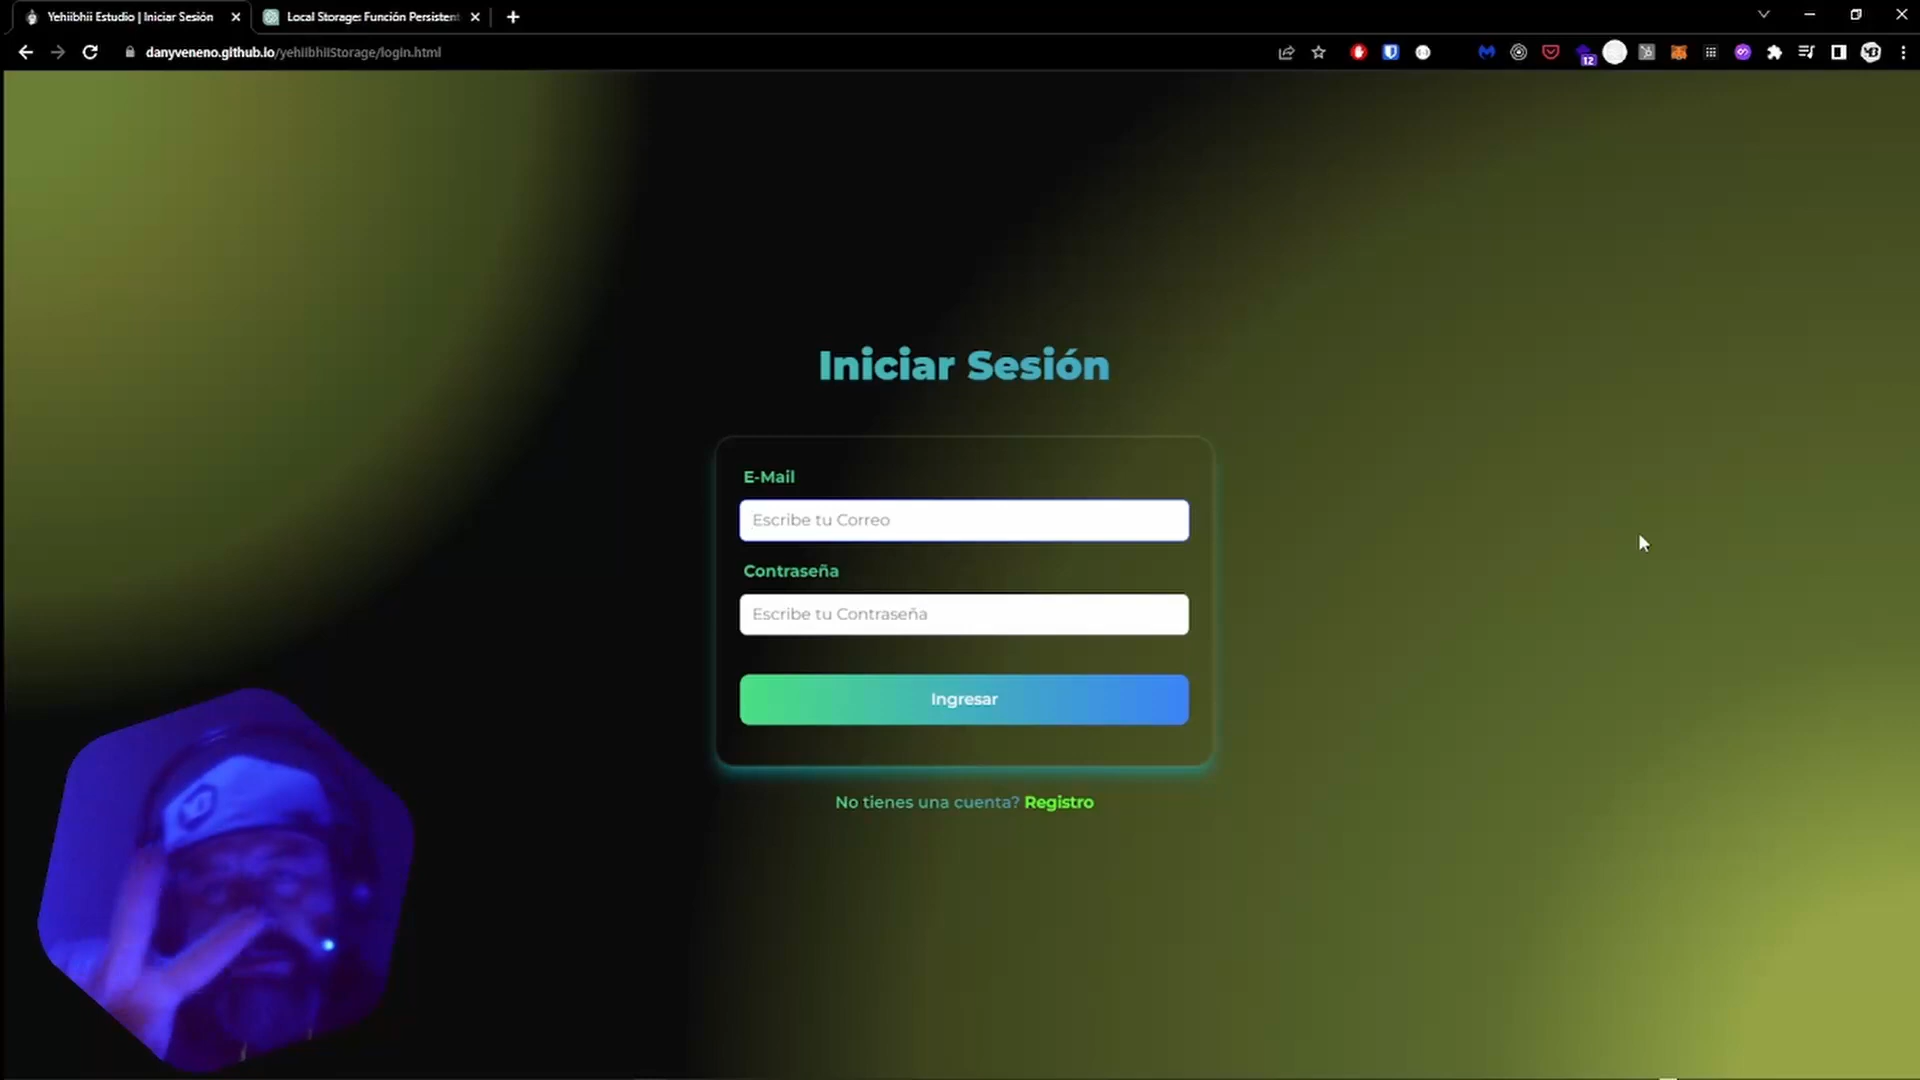 Yehiibhii Estudio | Iniciar Sesión
Local Storage: Función Persistent
danyveneno.github.io/yehiibhiiStorage/login.html
12
Iniciar Sesión
E-Mail
Escribe tu Correo
Contraseña
Escribe tu Contraseña
Ingresar
No tienes una cuenta? Registro